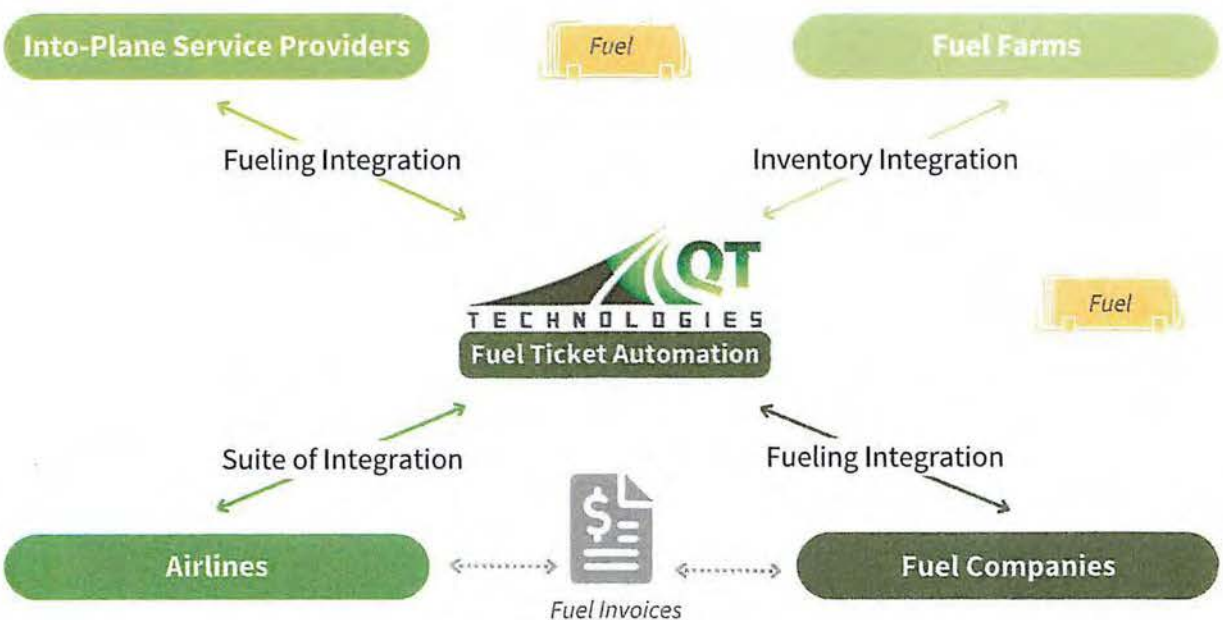 Into-Plane Service Providers
Fuel
Fuel Farms
Fueling Integration
Inventory Integration
QT
TECHNOLOGIES
Fuel Ticket Automation
Fuel
Suite of Integration
Fueling Integration
$
Airlines
Fuel Companies
Fuel Invoices